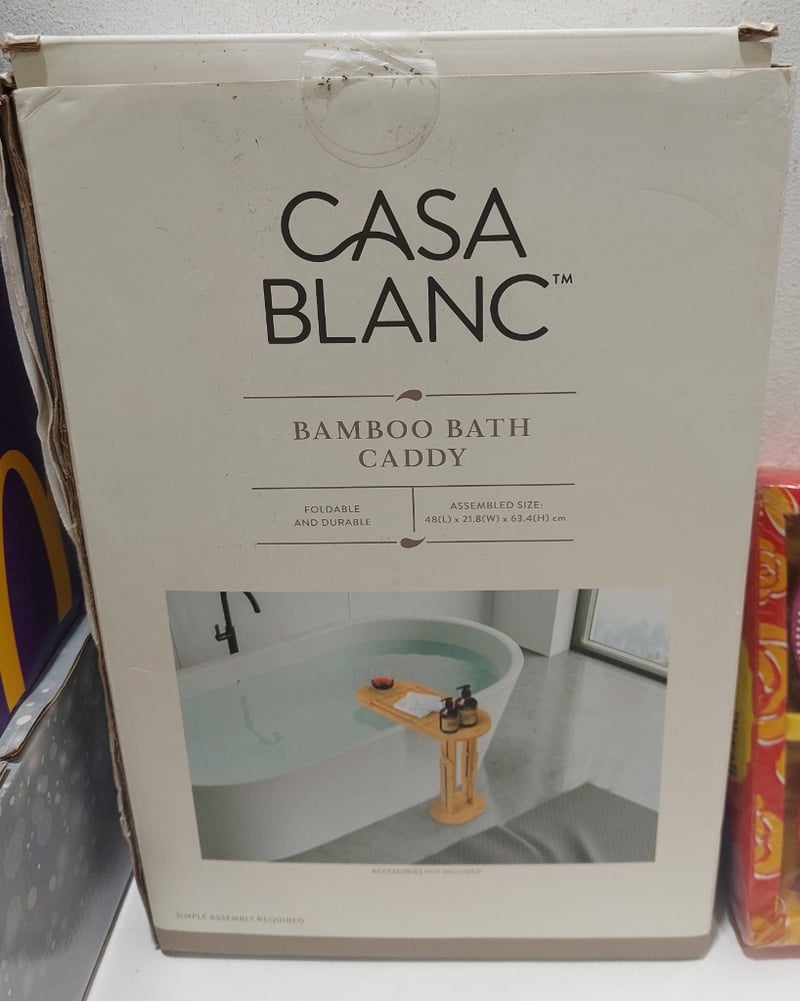 CASA
BLANC™
BAMBOO BATH
CADDY
FOLDABLE
AND DURABLE
ASSEMBLED SIZE:
48(L) x 21.8(W) x 63.4(H) cm
ACCESSORIES NOT INCLUDED
SIMPLE ASSEMBLY REQUIRED